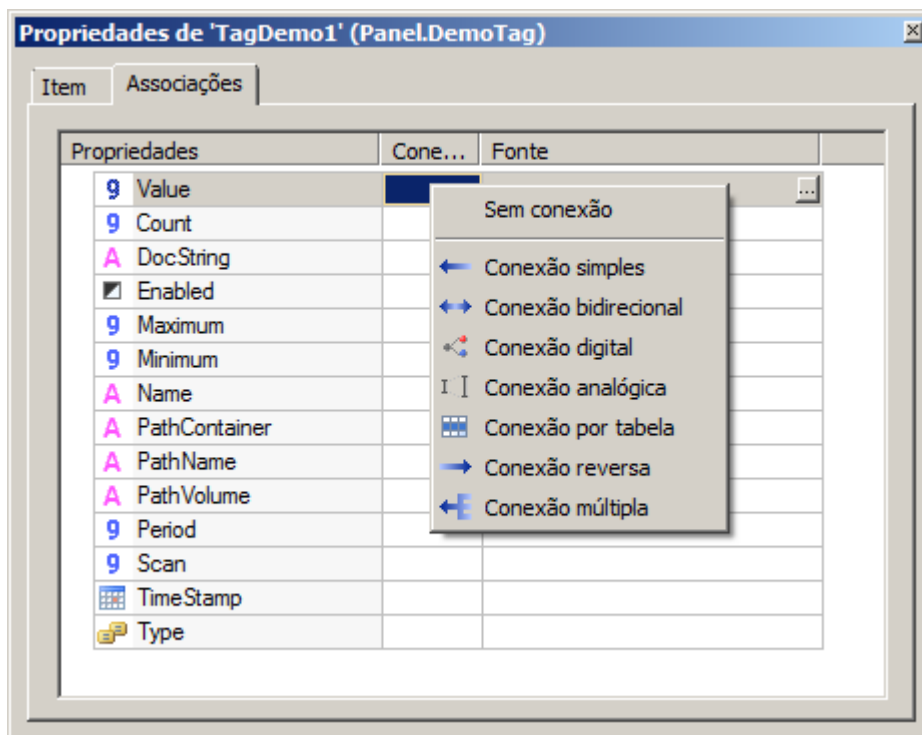 Propriedades de 'TagDemo1' (Panel.DemoTag)
Item
Associações
Propriedades
Cone...
Fonte
Value
...
Count
DocString
Enabled
Maximum
Minimum
Name
PathContainer
PathName
PathVolume
Period
Scan
TimeStamp
Type
Sem conexão
Conexão simples
Conexão bidirecional
Conexão digital
Conexão analógica
Conexão por tabela
Conexão reversa
Conexão múltipla